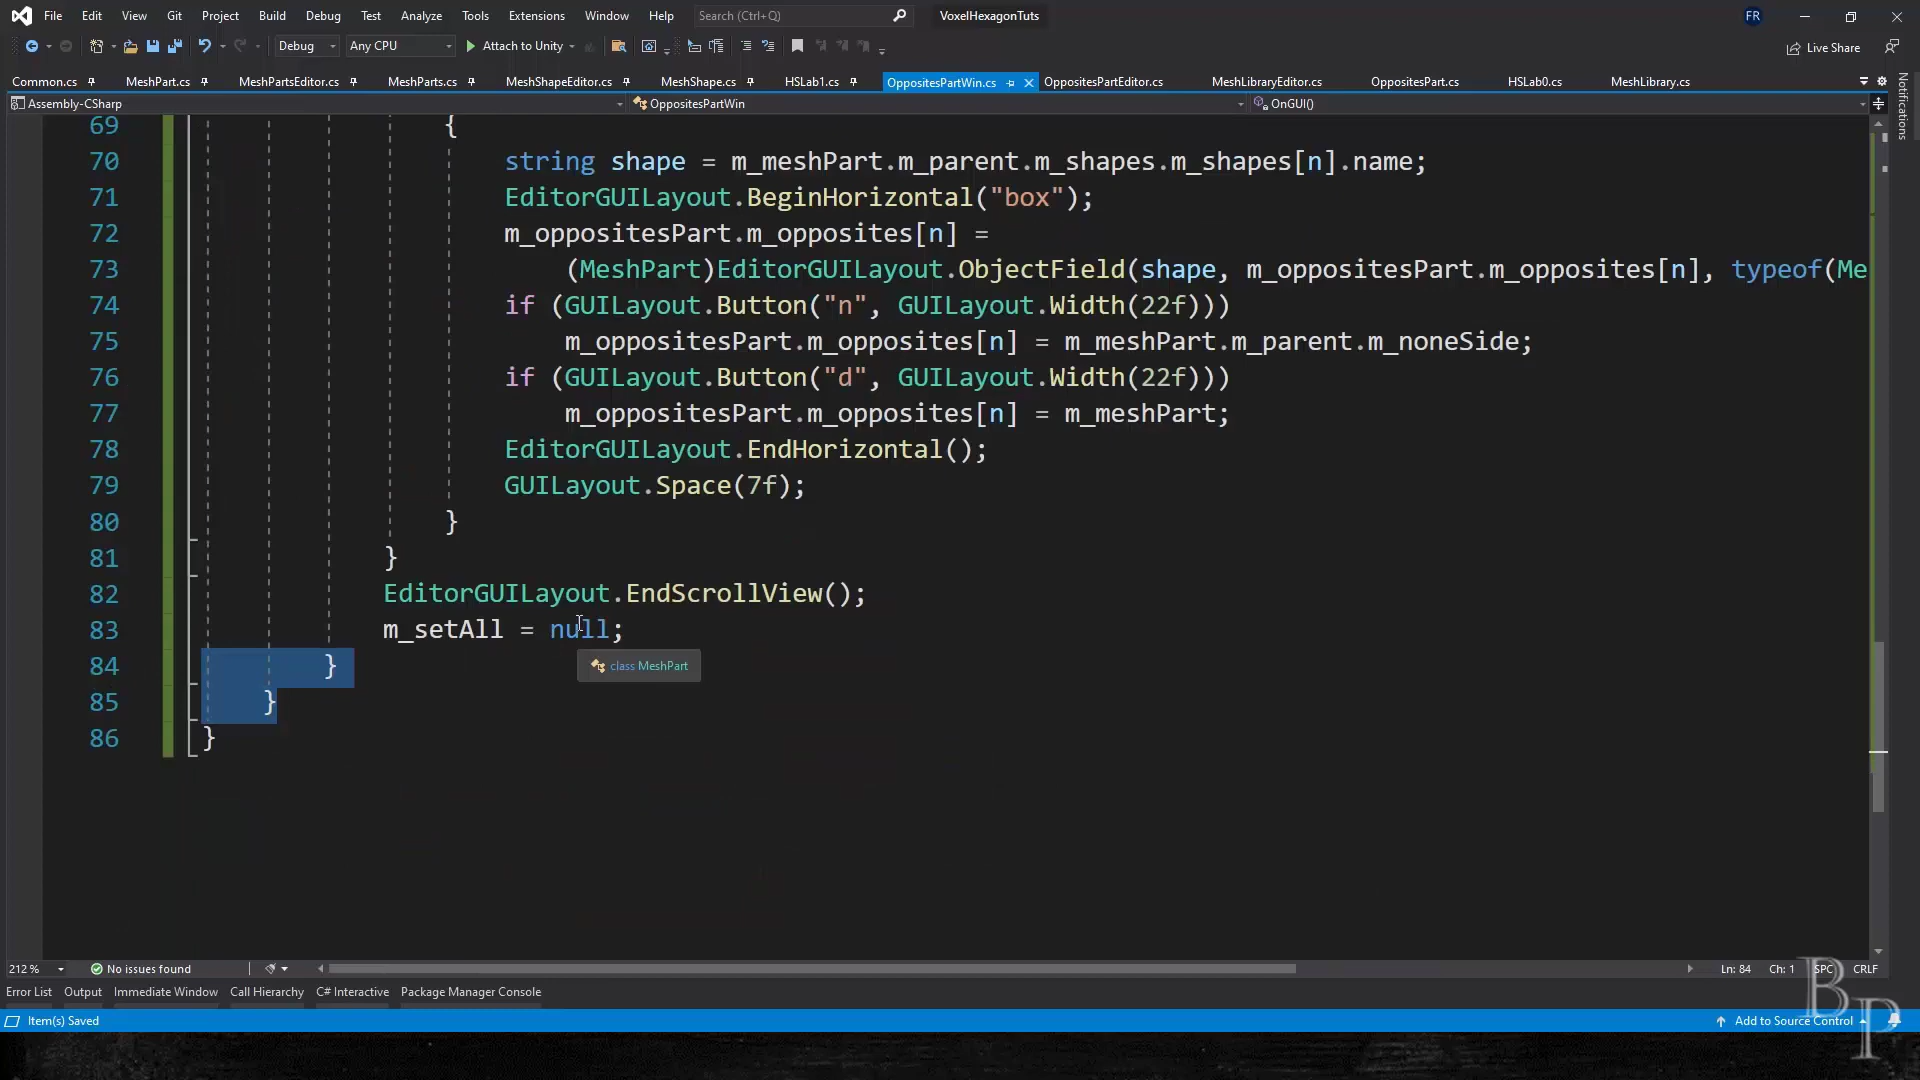 File Edit View Git Project Build Debug Test Analyze Tools Extensions Window Help Search (Ctrl+Q) VoxelHexagonTuts FR
Debug Any CPU Attach to Unity Live Share
Common.cs MeshPart.cs MeshPartsEditor.cs MeshParts.cs MeshShapeEditor.cs MeshShape.cs HSLab1.cs OppositesPartWin.cs OppositesPartEditor.cs MeshLibraryEditor.cs OppositesPart.cs HSLab0.cs MeshLibrary.cs
Assembly-CSharp OppositesPartWin OnGUI()
Notifications
69 {
70 string shape = m_meshPart.m_parent.m_shapes.m_shapes[n].name;
71 EditorGUILayout.BeginHorizontal("box");
72 m_oppositesPart.m_opposites[n] =
73 (MeshPart)EditorGUILayout.ObjectField(shape, m_oppositesPart.m_opposites[n], typeof(Me
74 if (GUILayout.Button("n", GUILayout.Width(22f)))
75 m_oppositesPart.m_opposites[n] = m_meshPart.m_parent.m_noneSide;
76 if (GUILayout.Button("d", GUILayout.Width(22f)))
77 m_oppositesPart.m_opposites[n] = m_meshPart;
78 EditorGUILayout.EndHorizontal();
79 GUILayout.Space(7f);
80 }
81 }
82 EditorGUILayout.EndScrollView();
83 m_setAll = null;
84 }
class MeshPart
85 }
86 }
212 % No issues found Ln: 84 Ch: 1 SPC CRLF
Error List Output Immediate Window Call Hierarchy C# Interactive Package Manager Console
Item(s) Saved Add to Source Control
BP